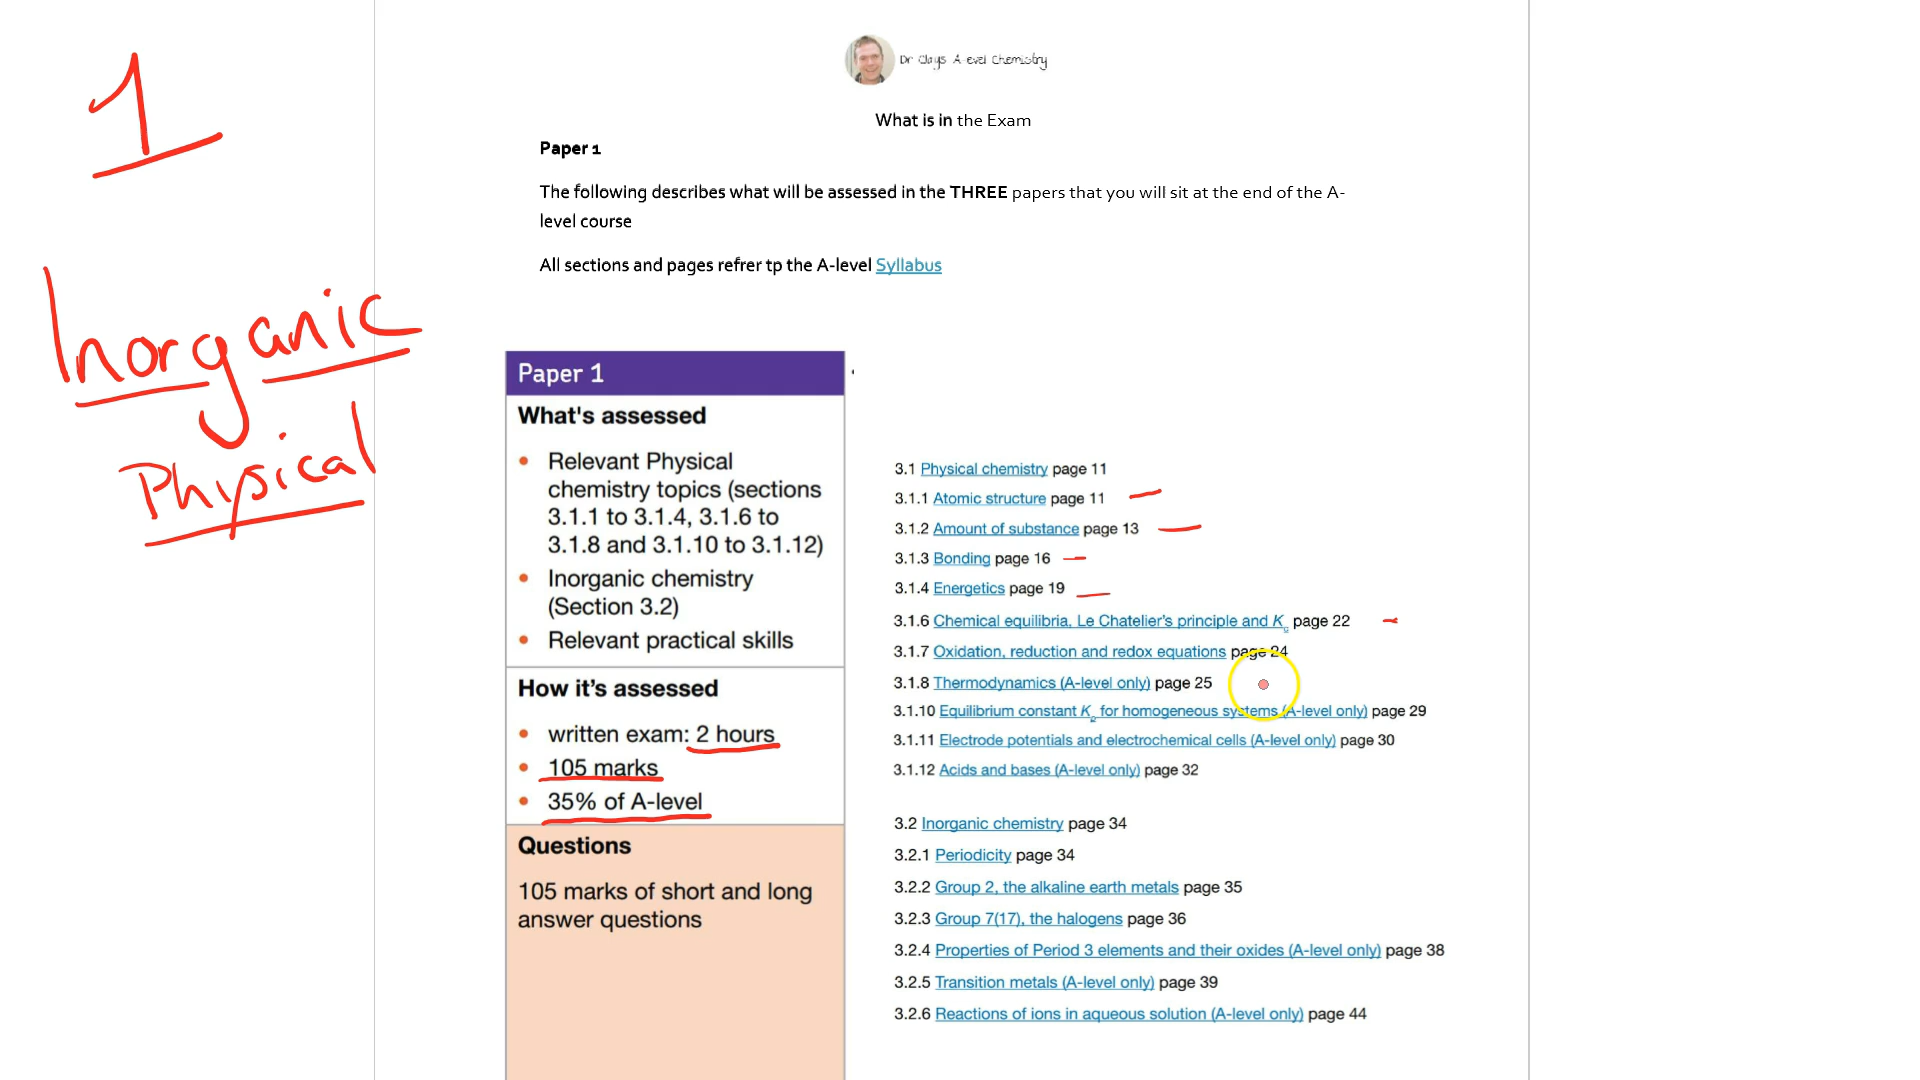 1
Inorganic
Physical
Dr Clays A-evel Chemistry
What is in the Exam
Paper 1
The following describes what will be assessed in the THREE papers that you will sit at the end of the A-
level course
All sections and pages refrer tp the A-level Syllabus
Paper 1
What's assessed
• Relevant Physical
chemistry topics (sections
3.1.1 to 3.1.4, 3.1.6 to
3.1.8 and 3.1.10 to 3.1.12)
• Inorganic chemistry
(Section 3.2)
• Relevant practical skills
How it's assessed
• written exam: 2 hours
• 105 marks
• 35% of A-level
Questions
105 marks of short and long
answer questions
3.1 Physical chemistry page 11
3.1.1 Atomic structure page 11
3.1.2 Amount of substance page 13
3.1.3 Bonding page 16
3.1.4 Energetics page 19
3.1.6 Chemical equilibria, Le Chatelier's principle and Kc page 22
3.1.7 Oxidation, reduction and redox equations page 24
3.1.8 Thermodynamics (A-level only) page 25
3.1.10 Equilibrium constant Kp for homogeneous systems (A-level only) page 29
3.1.11 Electrode potentials and electrochemical cells (A-level only) page 30
3.1.12 Acids and bases (A-level only) page 32
3.2 Inorganic chemistry page 34
3.2.1 Periodicity page 34
3.2.2 Group 2, the alkaline earth metals page 35
3.2.3 Group 7(17), the halogens page 36
3.2.4 Properties of Period 3 elements and their oxides (A-level only) page 38
3.2.5 Transition metals (A-level only) page 39
3.2.6 Reactions of ions in aqueous solution (A-level only) page 44